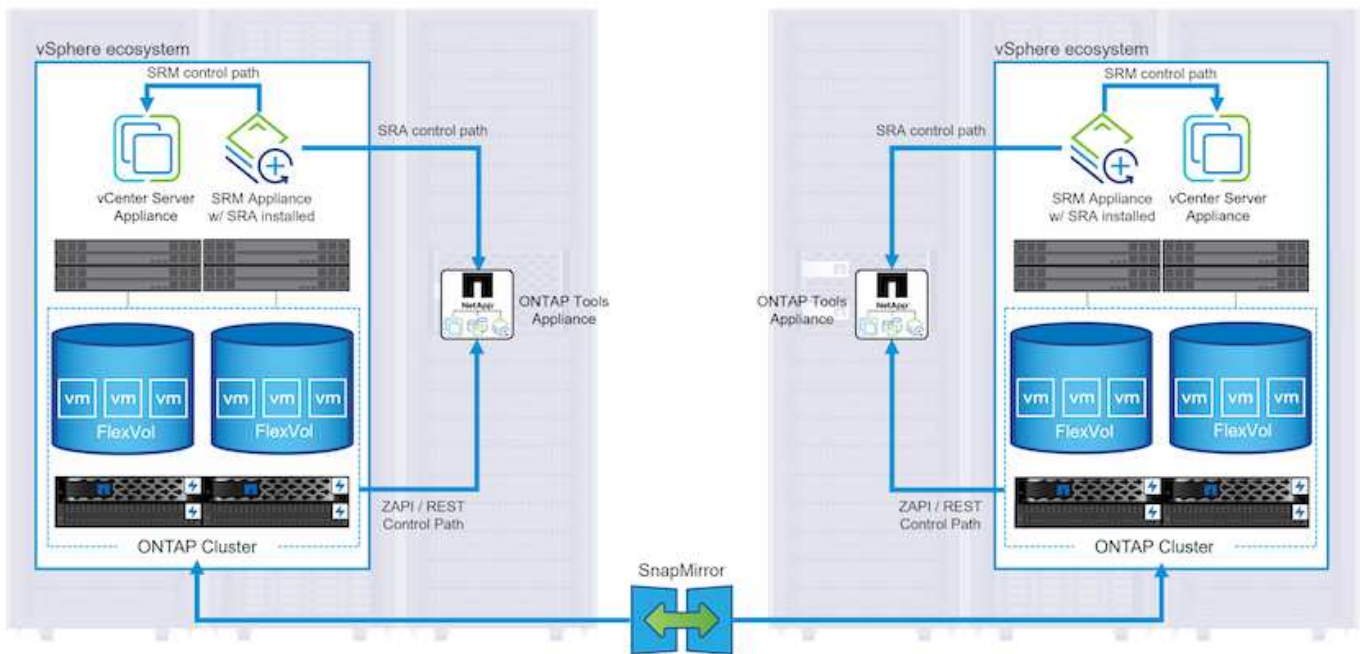 vSphere ecosystem
SRM control path
SRA control path
vCenter Server
Appliance
SRM Appliance
w/ SRA installed
NetApp
ONTAP Tools
Appliance
vm vm vm
FlexVol
vm vm vm
FlexVol
ZAPI / REST
Control Path
ONTAP Cluster
SnapMirror
vSphere ecosystem
SRM control path
SRA control path
SRM Appliance
w/ SRA installed
vCenter Server
Appliance
ONTAP Tools
Appliance
NetApp
vm vm vm
FlexVol
vm vm vm
FlexVol
ZAPI / REST
Control Path
ONTAP Cluster